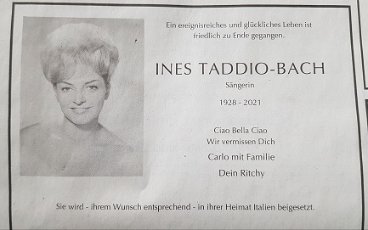 Ein ereignisreiches und glückliches Leben ist
friedlich zu Ende gegangen.
INES TADDIO-BACH
Sängerin
1928 - 2021
Ciao Bella Ciao
Wir vermissen Dich
Carlo mit Familie
Dein Ritchy
Sie wird - ihrem Wunsch entsprechend - in ihrer Heimat Italien beigesetzt.